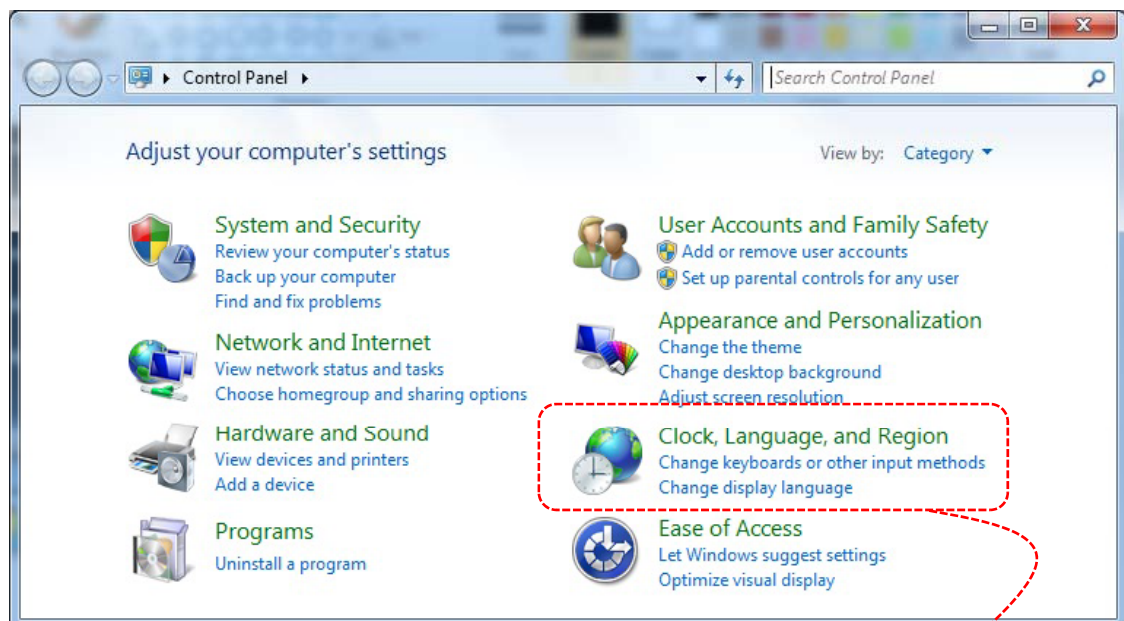 Control Panel
Search Control Panel
Adjust your computer's settings
View by: Category
System and Security
Review your computer's status
Back up your computer
Find and fix problems
Network and Internet
View network status and tasks
Choose homegroup and sharing options
Hardware and Sound
View devices and printers
Add a device
Programs
Uninstall a program
User Accounts and Family Safety
Add or remove user accounts
Set up parental controls for any user
Appearance and Personalization
Change the theme
Change desktop background
Adjust screen resolution
Clock, Language, and Region
Change keyboards or other input methods
Change display language
Ease of Access
Let Windows suggest settings
Optimize visual display